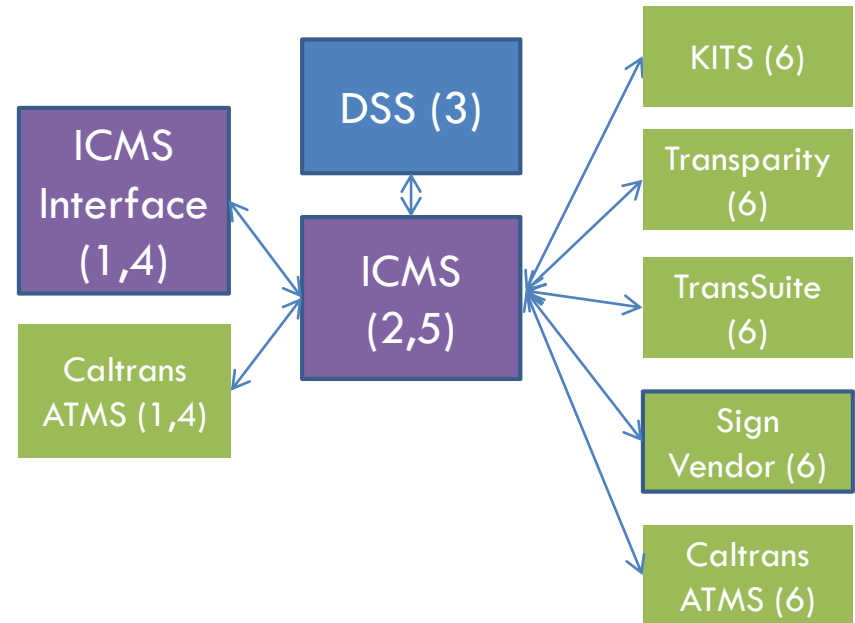 ICMS
Interface
(1,4)
Caltrans
ATMS (1,4)
DSS (3)
ICMS
(2,5)
KITS (6)
Transparity
(6)
TransSuite
(6)
Sign
Vendor (6)
Caltrans
ATMS (6)